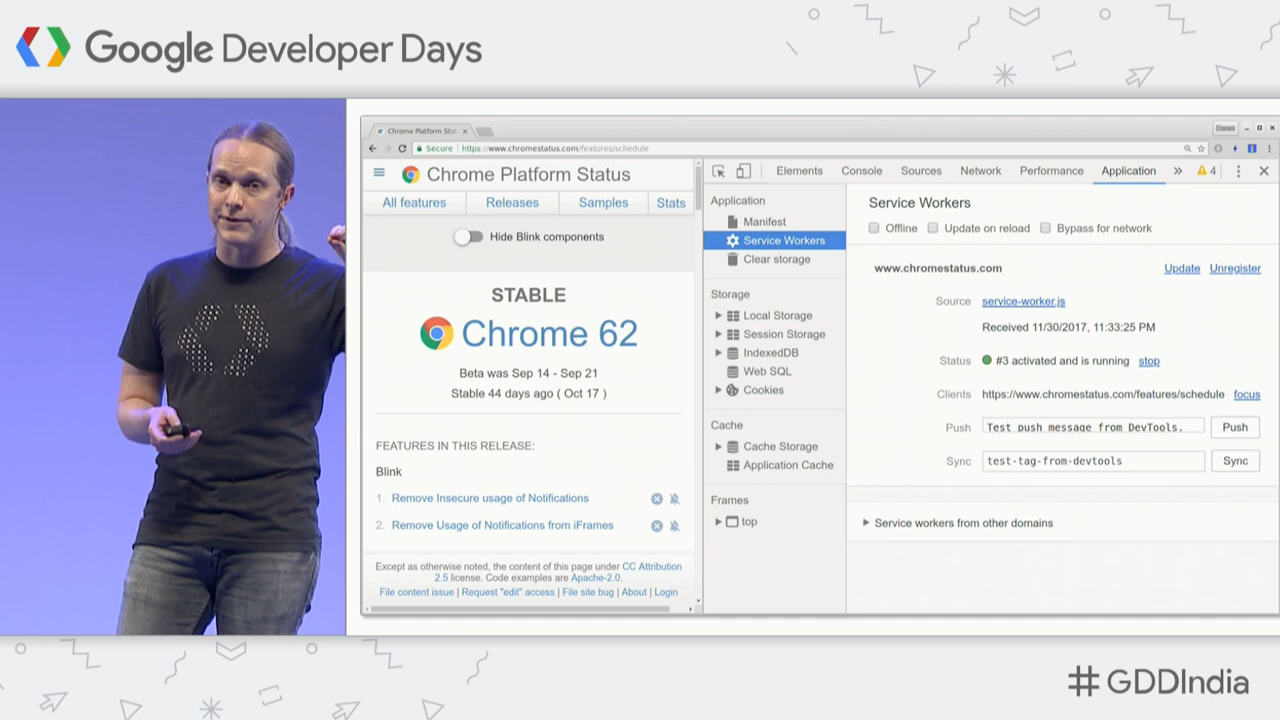 Google Developer Days
Chrome Platform Stat
Secure | https://www.chromestatus.com/features/schedule
Chrome Platform Status
All features Releases Samples Stats
Hide Blink components
STABLE
Chrome 62
Beta was Sep 14 - Sep 21
Stable 44 days ago ( Oct 17 )
FEATURES IN THIS RELEASE:
Blink
1. Remove Insecure usage of Notifications
2. Remove Usage of Notifications from iFrames
Except as otherwise noted, the content of this page under CC Attribution
2.5 license. Code examples are Apache-2.0.
File content issue | Request "edit" access | File site bug | About | Login
Elements Console Sources Network Performance Application » 4
Application
Manifest
Service Workers
Clear storage
Storage
Local Storage
Session Storage
IndexedDB
Web SQL
Cookies
Cache
Cache Storage
Application Cache
Frames
top
Service Workers
Offline Update on reload Bypass for network
www.chromestatus.com Update Unregister
Source service-worker.js
Received 11/30/2017, 11:33:25 PM
Status #3 activated and is running stop
Clients https://www.chromestatus.com/features/schedule focus
Push Test push message from DevTools. Push
Sync test-tag-from-devtools Sync
Service workers from other domains
#GDDIndia